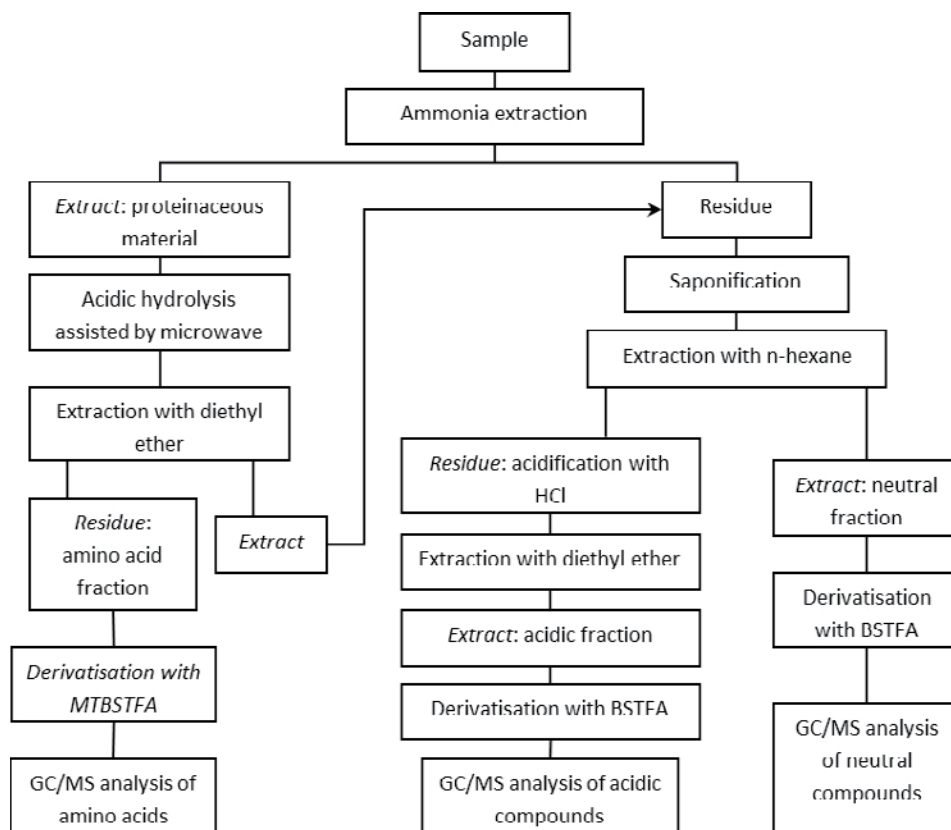 Sample
Ammonia extraction
Extract: proteinaceous
material
Residue
Acidic hydrolysis
assisted by microwave
Saponification
Extraction with n-hexane
Extraction with diethyl
ether
Residue: acidification with
HCl
Extract: neutral
fraction
Residue:
amino acid
fraction
Extract
Extraction with diethyl ether
Derivatisation
with BSTFA
Extract: acidic fraction
Derivatisation with
MTBSTFA
Derivatisation with BSTFA
GC/MS analysis
of neutral
compounds
GC/MS analysis of
amino acids
GC/MS analysis of acidic
compounds